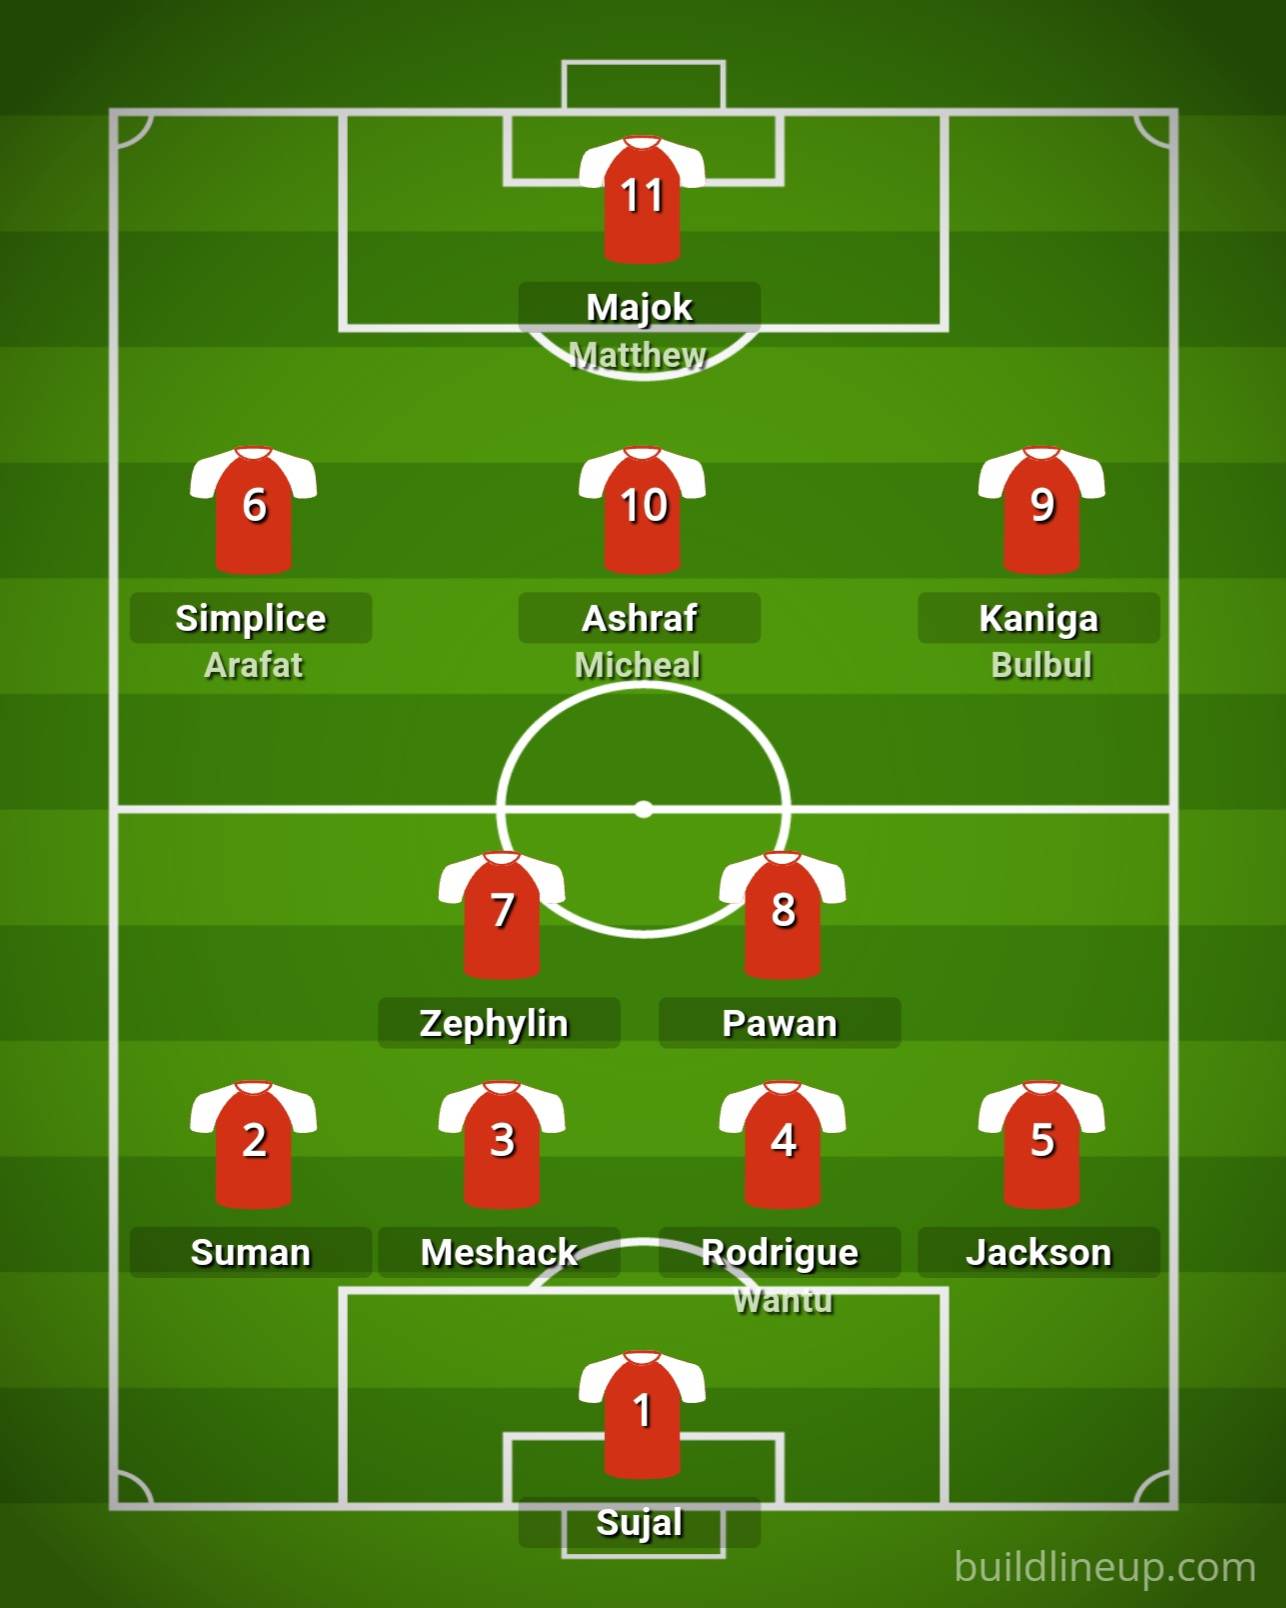 11
Majok
Matthew
6
10
9
Simplice
Ashraf
Kaniga
Arafat
Micheal
Bulbul
7
8
Zephylin
Pawan
2
3
4
5
Suman
Meshack
Rodrigue
Jackson
Wantu
1
Sujal
buildlineup.com